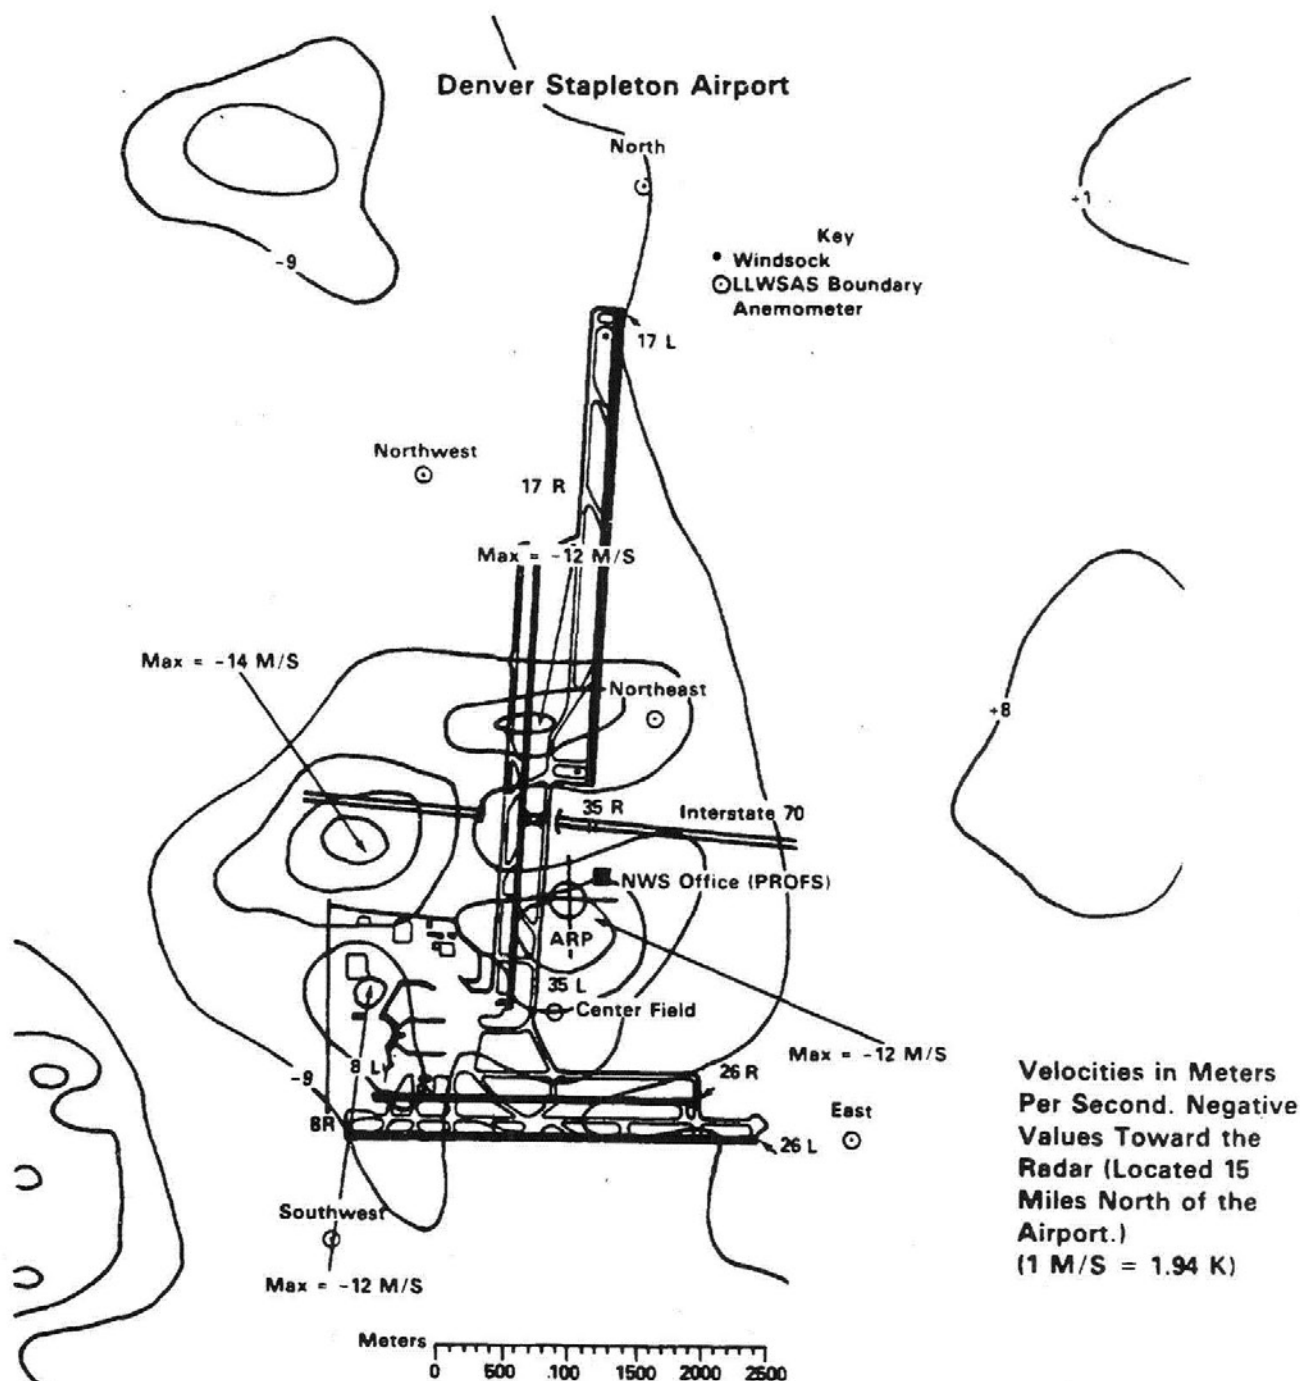 Denver Stapleton Airport
North
+1
Key
Windsock
LLWSAS Boundary
Anemometer
-9
17 L
Northwest
17 R
Max = -12 M/S
Max = -14 M/S
Northeast
+8
35 R
Interstate 70
NWS Office (PROFS)
ARP
35 L
Center Field
Max = -12 M/S
-9
8 L
26 R
8R
East
26 L
Southwest
Max = -12 M/S
Velocities in Meters
Per Second. Negative
Values Toward the
Radar (Located 15
Miles North of the
Airport.)
(1 M/S = 1.94 K)
Meters
0 500 .100 1500 2000 2500